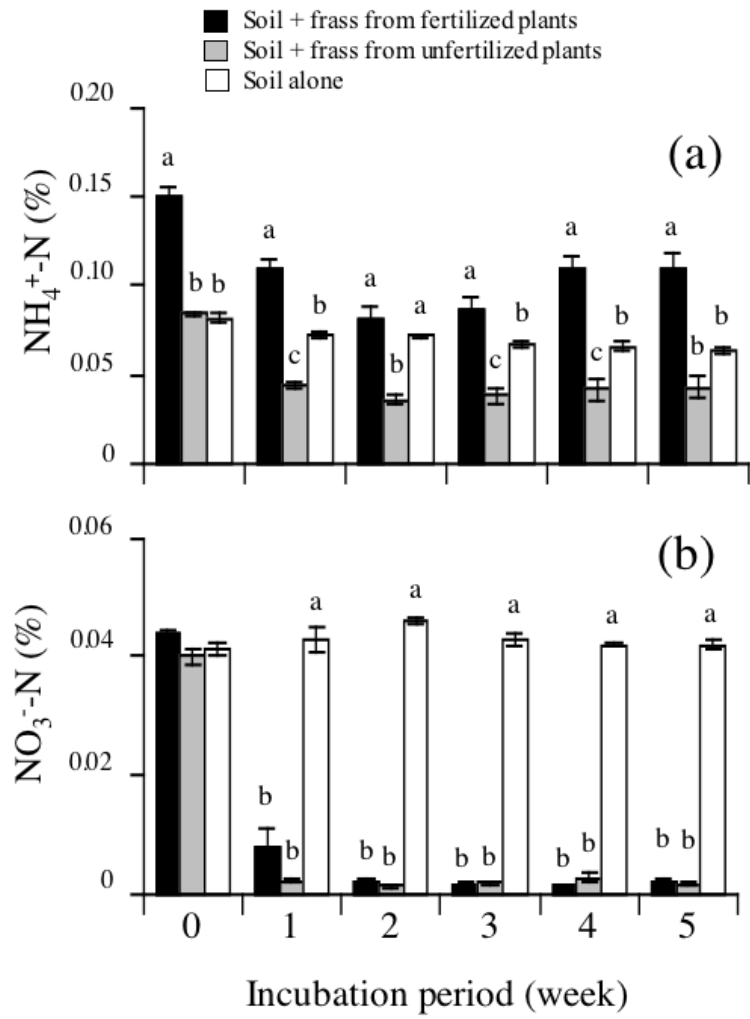 Soil + frass from fertilized plants
Soil + frass from unfertilized plants
Soil alone
(a)
NH₄⁺-N (%)
0.20
0.15
0.10
0.05
0
a b b
a c b
a b a
a c b
a c b
a b b
(b)
NO₃⁻-N (%)
0.06
0.04
0.02
0
b b a
b b a
b b a
b b a
b b a
0 1 2 3 4 5
Incubation period (week)